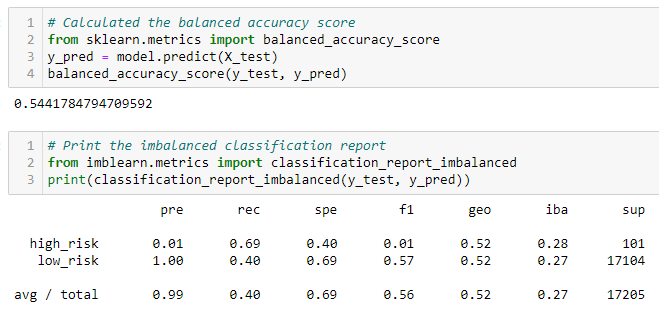 1 # Calculated the balanced accuracy score
2 from sklearn.metrics import balanced_accuracy_score
3 y_pred = model.predict(X_test)
4 balanced_accuracy_score(y_test, y_pred)
0.5441784794709592
1 # Print the imbalanced classification report
2 from imblearn.metrics import classification_report_imbalanced
3 print(classification_report_imbalanced(y_test, y_pred))
pre rec spe f1 geo iba sup
high_risk 0.01 0.69 0.40 0.01 0.52 0.28 101
low_risk 1.00 0.40 0.69 0.57 0.52 0.27 17104
avg / total 0.99 0.40 0.69 0.56 0.52 0.27 17205